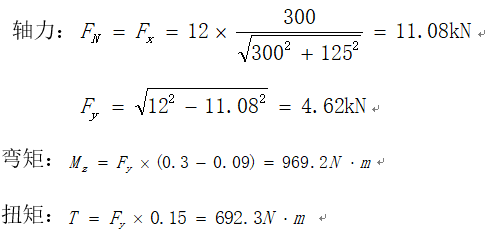 轴力: F_N = F_x = 12 × 300 / √(300² + 125²) = 11.08kN ↵
F_y = √(12² − 11.08²) = 4.62kN ↵
弯矩: M_z = F_y × (0.3 − 0.09) = 969.2N · m ↵
扭矩: T = F_y × 0.15 = 692.3N · m ↵